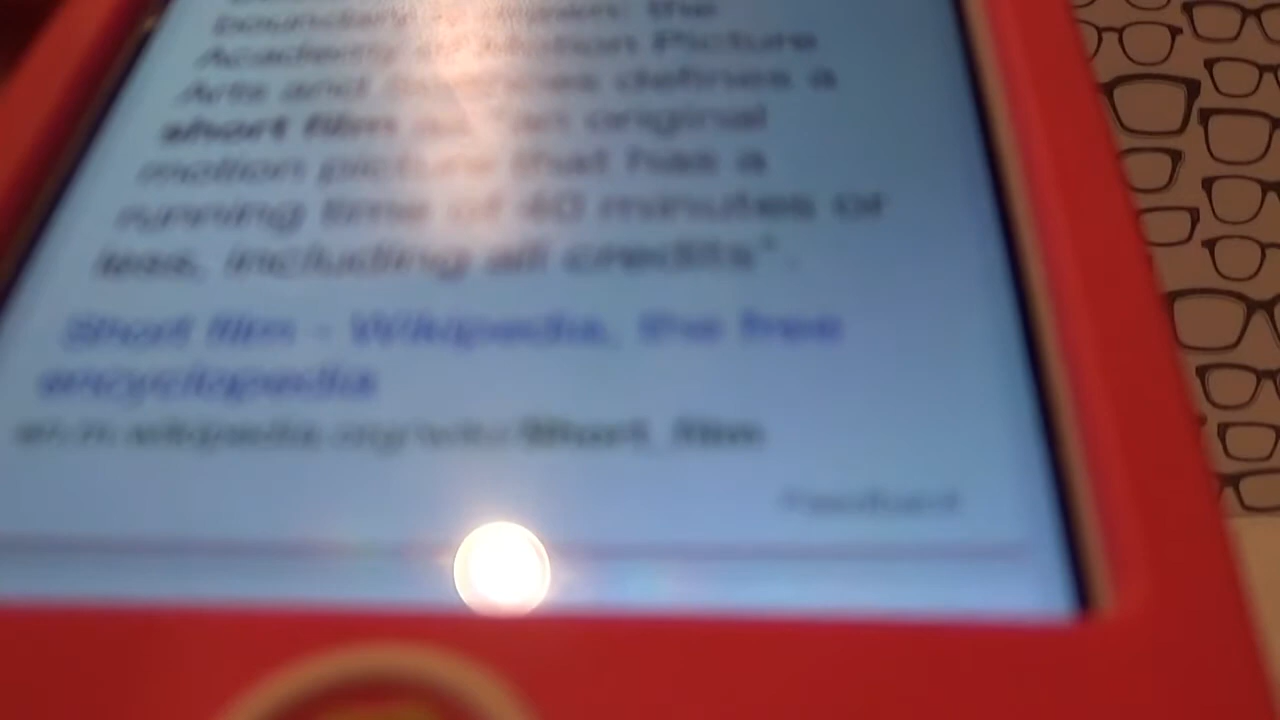 the
Academy of Motion Picture
Arts and Sciences defines a
short film as "an original
motion picture that has a
running time of 40 minutes or
less, including all credits".
Short film - Wikipedia, the free
encyclopedia
en.m.wikipedia.org/wiki/Short_film
Feedback